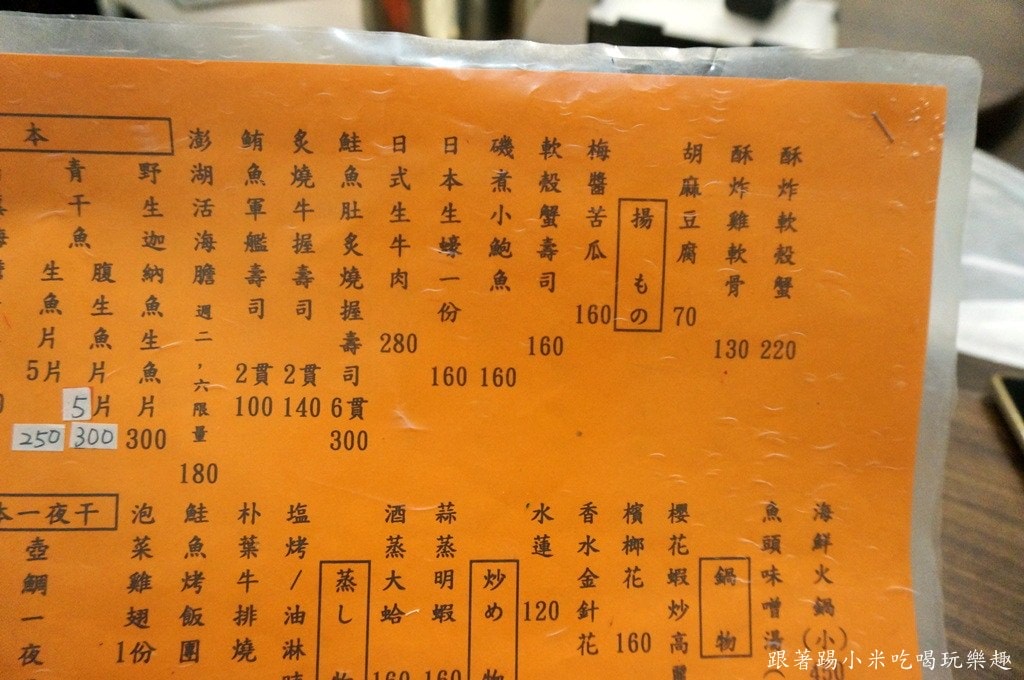 酥炸軟殼蟹 220
酥炸雞軟骨 130
胡麻豆腐 70
揚もの
梅醬苦瓜 160
軟殼蟹壽司 160
磯煮小鮑魚 160
日本生蠔一份 160
日式生牛肉 280
鮭魚肚炙燒握壽司 6貫 300
炙燒牛握壽司 2貫 140
鮪魚軍艦壽司 2貫 100
澎湖活海膽 週二,六限量 180
野生迦納魚生魚片 300
青干魚
腹生魚片 5片 300
生魚片 5片 250
本
海鮮火鍋(小) 450
魚頭味噌湯(
鍋物
櫻花蝦炒高麗
檳榔花 160
香水金針花
水蓮 120
炒め物
蒜蒸明蝦 160
酒蒸大蛤 160
蒸し物
塩烤/油淋
朴葉牛排燒
鮭魚烤飯團
泡菜雞翅 1份
本一夜干
壺鯛一夜
跟著踢小米吃喝玩樂趣